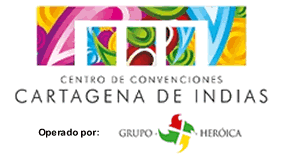 CENTRO DE CONVENCIONES
CARTAGENA DE INDIAS
Operado por: GRUPO HERÓICA